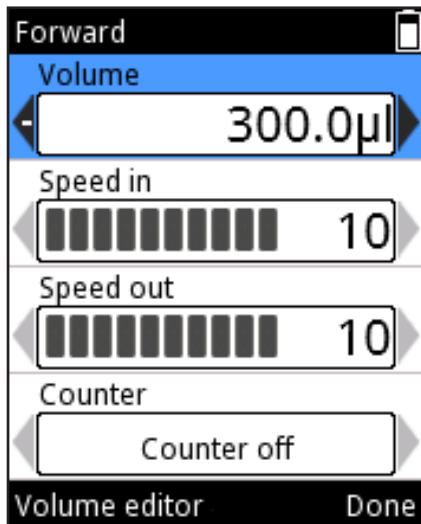 Forward
Volume
- 300.0µl
Speed in
10
Speed out
10
Counter
Counter off
Volume editor Done